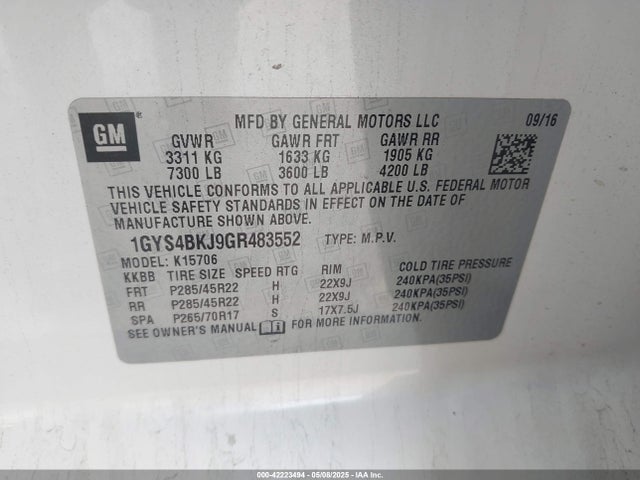 GM
MFD BY GENERAL MOTORS LLC 09/16
GVWR GAWR FRT GAWR RR
3311 KG 1633 KG 1905 KG
7300 LB 3600 LB 4200 LB
THIS VEHICLE CONFORMS TO ALL APPLICABLE U.S. FEDERAL MOTOR
VEHICLE SAFETY STANDARDS IN EFFECT ON THE DATE OF
MANUFACTURE SHOWN ABOVE.
1GYS4BKJ9GR483552 TYPE: M.P.V.
MODEL: K15706
KKBB TIRE SIZE SPEED RTG RIM COLD TIRE PRESSURE
FRT P285/45R22 H 22X9J 240KPA(35PSI)
RR P285/45R22 H 22X9J 240KPA(35PSI)
SPA P265/70R17 S 17X7.5J 240KPA(35PSI)
SEE OWNER'S MANUAL FOR MORE INFORMATION.
000-42223494 - 05/08/2025 - IAAI.CA